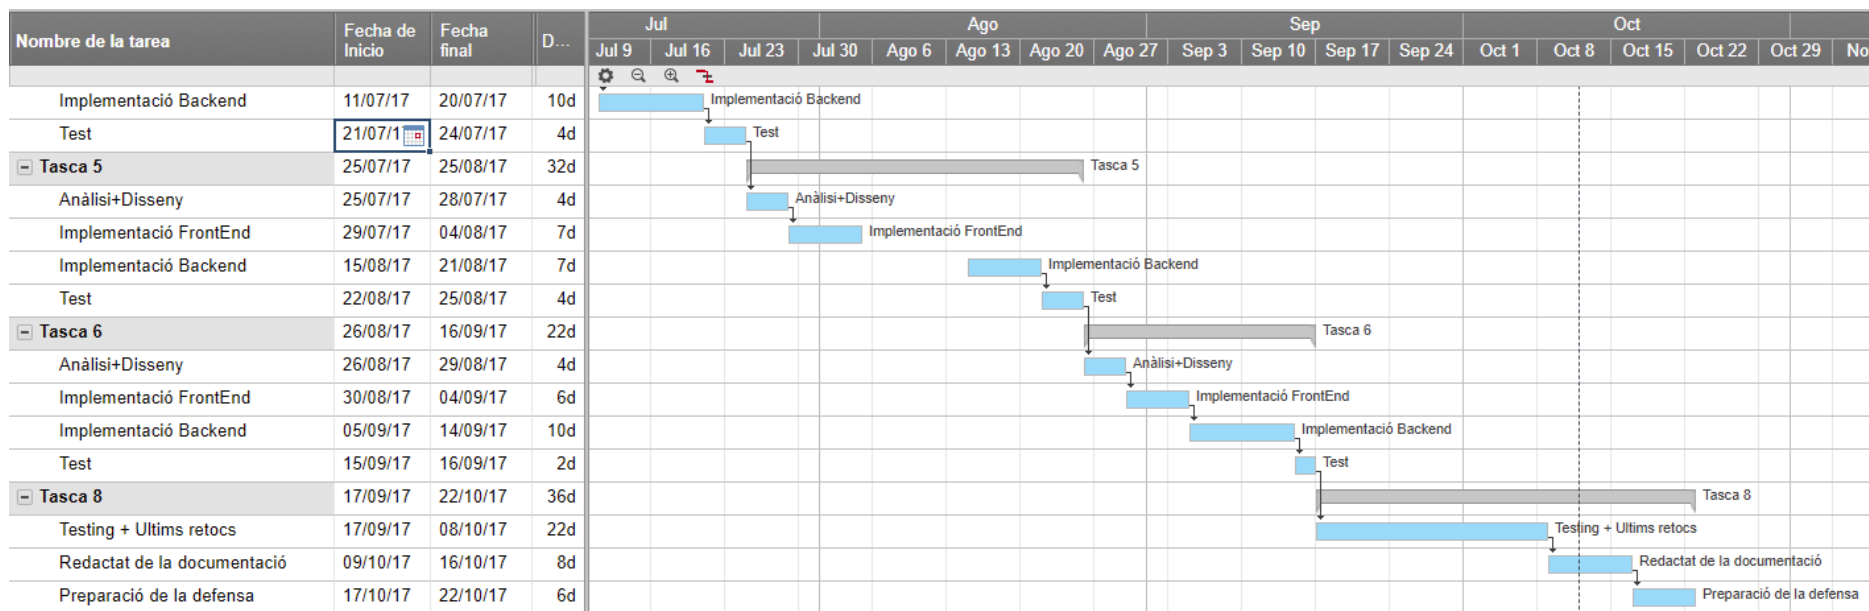 Nombre de la tarea Fecha de Inicio Fecha final D... Jul Ago Sep Oct
Jul 9 Jul 16 Jul 23 Jul 30 Ago 6 Ago 13 Ago 20 Ago 27 Sep 3 Sep 10 Sep 17 Sep 24 Oct 1 Oct 8 Oct 15 Oct 22 Oct 29 No
Implementació Backend 11/07/17 20/07/17 10d Implementació Backend
Test 21/07/1 24/07/17 4d Test
Tasca 5 25/07/17 25/08/17 32d Tasca 5
Anàlisi+Disseny 25/07/17 28/07/17 4d Anàlisi+Disseny
Implementació FrontEnd 29/07/17 04/08/17 7d Implementació FrontEnd
Implementació Backend 15/08/17 21/08/17 7d Implementació Backend
Test 22/08/17 25/08/17 4d Test
Tasca 6 26/08/17 16/09/17 22d Tasca 6
Anàlisi+Disseny 26/08/17 29/08/17 4d Anàlisi+Disseny
Implementació FrontEnd 30/08/17 04/09/17 6d Implementació FrontEnd
Implementació Backend 05/09/17 14/09/17 10d Implementació Backend
Test 15/09/17 16/09/17 2d Test
Tasca 8 17/09/17 22/10/17 36d Tasca 8
Testing + Ultims retocs 17/09/17 08/10/17 22d Testing + Ultims retocs
Redactat de la documentació 09/10/17 16/10/17 8d Redactat de la documentació
Preparació de la defensa 17/10/17 22/10/17 6d Preparació de la defensa